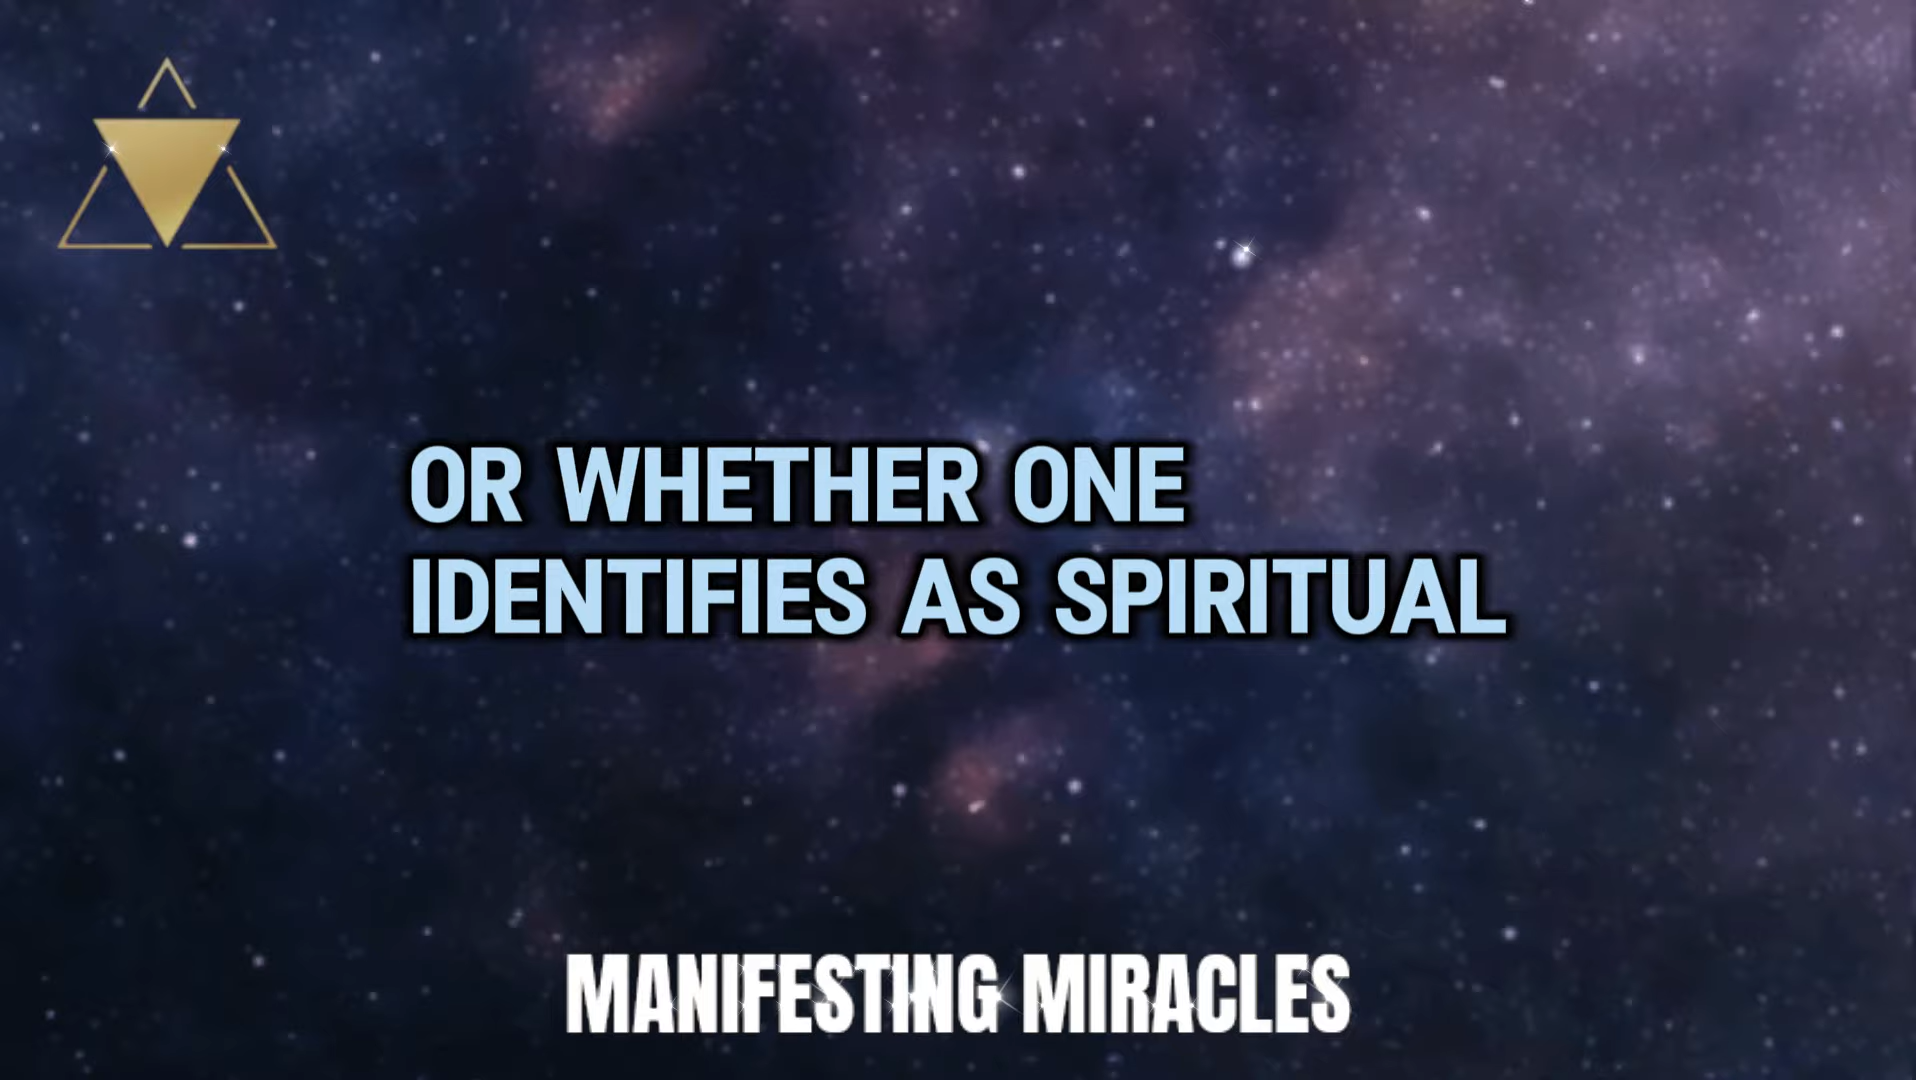 OR WHETHER ONE
IDENTIFIES AS SPIRITUAL
MANIFESTING MIRACLES